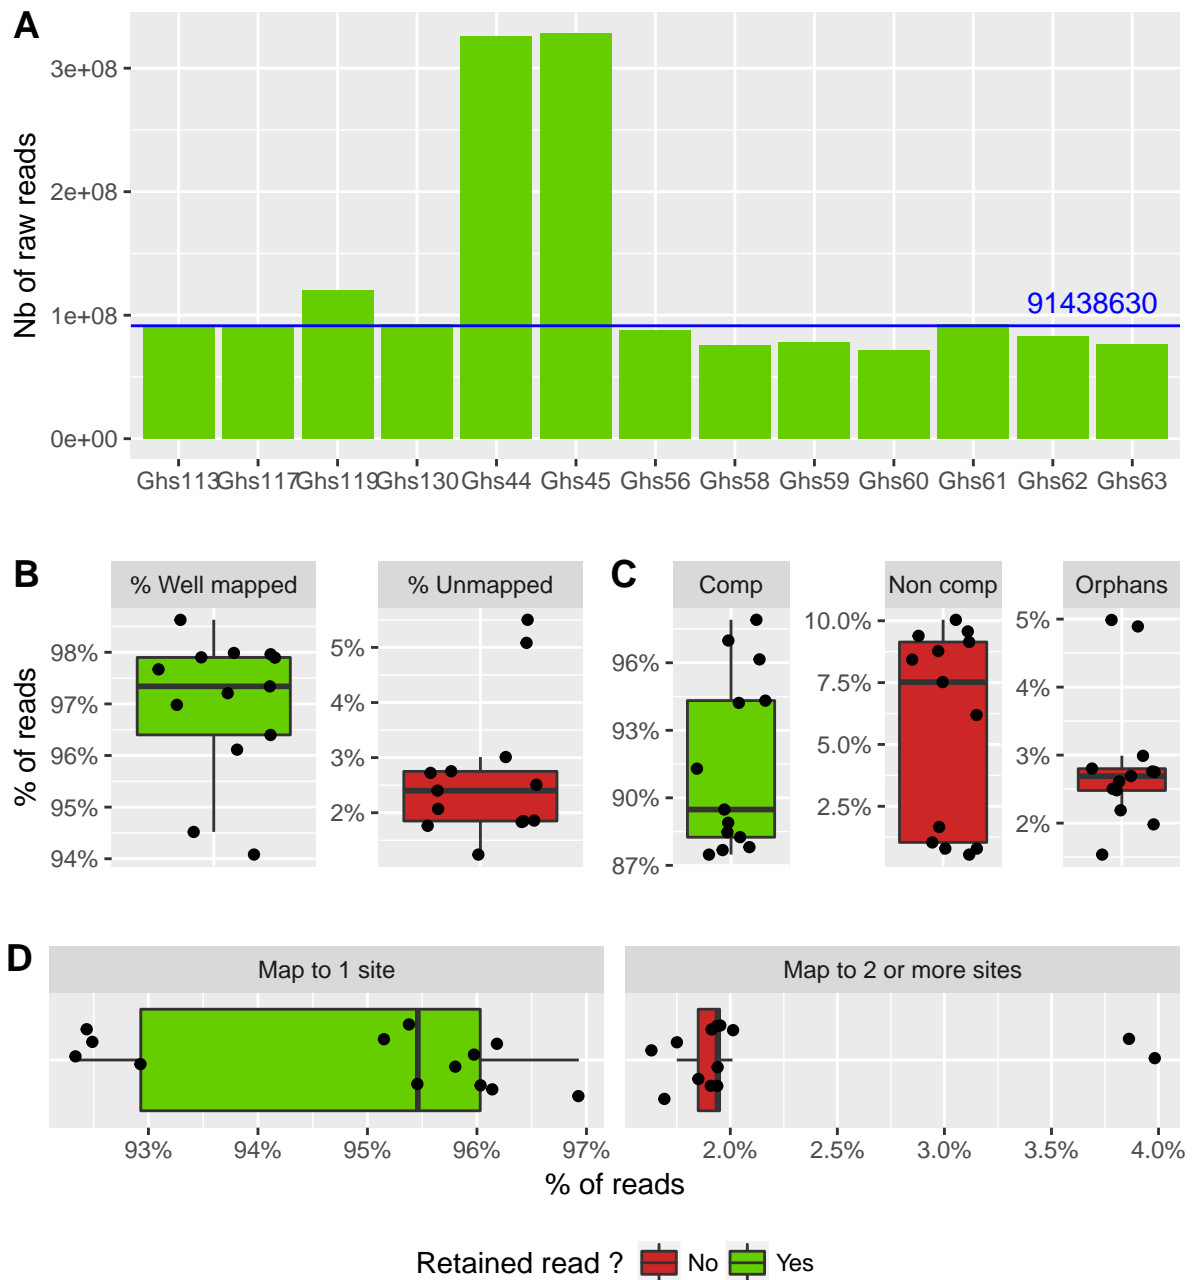 A
Nb of raw reads
3e+08
2e+08
1e+08
0e+00
91438630
Ghs113 Ghs117 Ghs119 Ghs130 Ghs44 Ghs45 Ghs56 Ghs58 Ghs59 Ghs60 Ghs61 Ghs62 Ghs63
B
% of reads
% Well mapped
98%
97%
96%
95%
94%
% Unmapped
5%
4%
3%
2%
C
Comp
96%
93%
90%
87%
Non comp
10.0%
7.5%
5.0%
2.5%
Orphans
5%
4%
3%
2%
D
Map to 1 site
93% 94% 95% 96% 97%
Map to 2 or more sites
2.0% 2.5% 3.0% 3.5% 4.0%
% of reads
Retained read ? No Yes